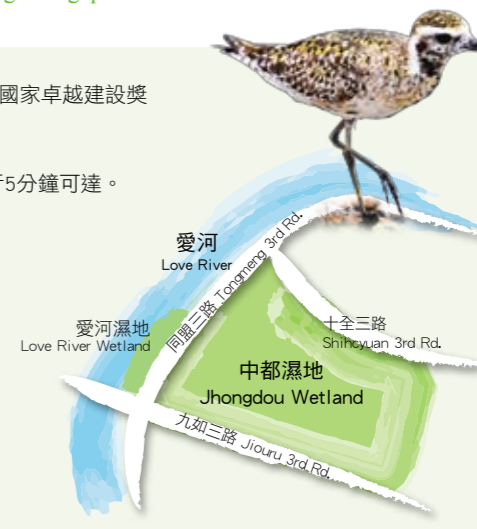 國家卓越建設獎
5分鐘可達。
愛河
Love River
同盟三路 Tongmeng 3rd Rd.
愛河濕地
Love River Wetland
十全三路
Shihcyuan 3rd Rd.
中都濕地
Jhongdou Wetland
九如三路 Jiouru 3rd Rd.